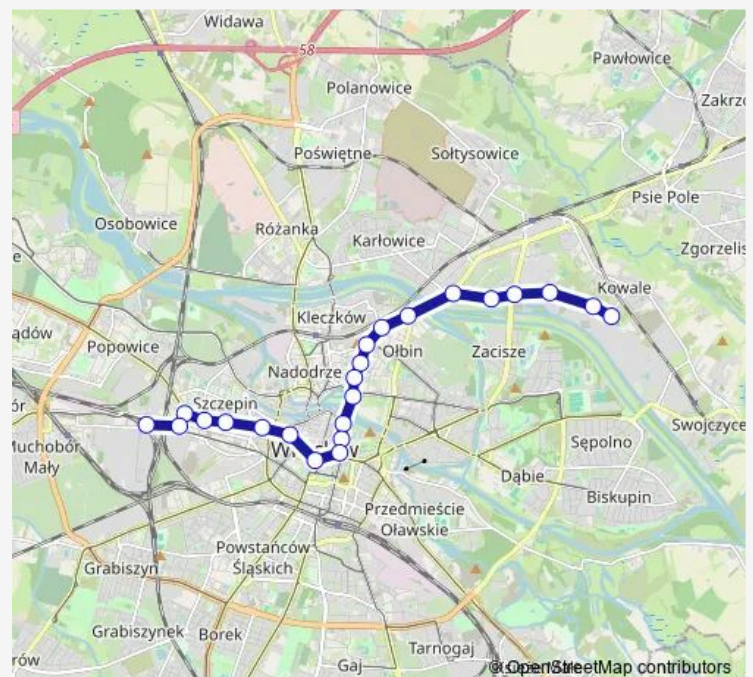 Widawa
58
Pawłowice
Polanowice
Zakrz
Poświętne
Sołtysowice
Psie Pole
Osobowice
Różanka
Karłowice
Zgorzelis
e
Kowale
Kleczków
ądów
Popowice
Ołbin
Zacisze
Nadodrze
ór
Szczepin
Swojczyce
Muchobór
Mały
Sępolno
Dąbie
Biskupin
Przedmieście
Oławskie
Powstańców
Śląskich
Grabiszyn
Grabiszynek
Borek
rów
Tarnogaj
Gaj
© OpenStreetMap contributors